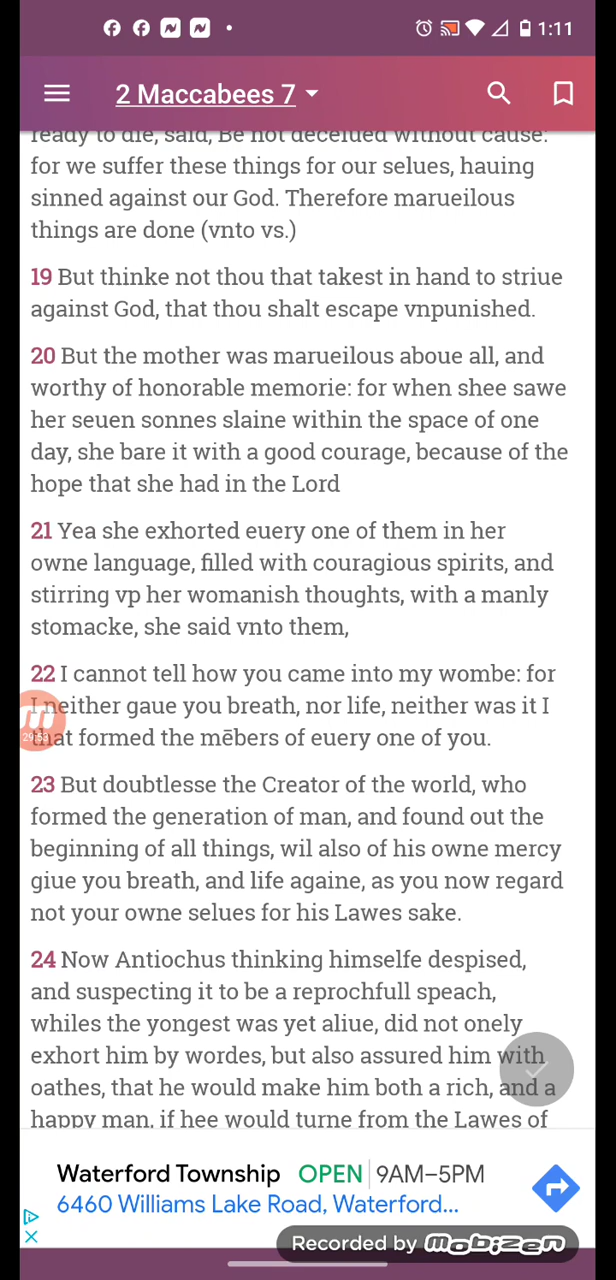 1:11
2 Maccabees 7
ready to die, said, Be not deceiued without cause:
for we suffer these things for our selues, hauing
sinned against our God. Therefore marueilous
things are done (vnto vs.)
19 But thinke not thou that takest in hand to striue
against God, that thou shalt escape vnpunished.
20 But the mother was marueilous aboue all, and
worthy of honorable memorie: for when shee sawe
her seuen sonnes slaine within the space of one
day, she bare it with a good courage, because of the
hope that she had in the Lord
21 Yea she exhorted euery one of them in her
owne language, filled with couragious spirits, and
stirring vp her womanish thoughts, with a manly
stomacke, she said vnto them,
22 I cannot tell how you came into my wombe: for
I neither gaue you breath, nor life, neither was it I
that formed the mēbers of euery one of you.
29:53
23 But doubtlesse the Creator of the world, who
formed the generation of man, and found out the
beginning of all things, wil also of his owne mercy
giue you breath, and life againe, as you now regard
not your owne selues for his Lawes sake.
24 Now Antiochus thinking himselfe despised,
and suspecting it to be a reprochfull speach,
whiles the yongest was yet aliue, did not onely
exhort him by wordes, but also assured him with
oathes, that he would make him both a rich, and a
happy man, if hee would turne from the Lawes of
Waterford Township OPEN 9AM–5PM
6460 Williams Lake Road, Waterford...
Recorded by mobizen